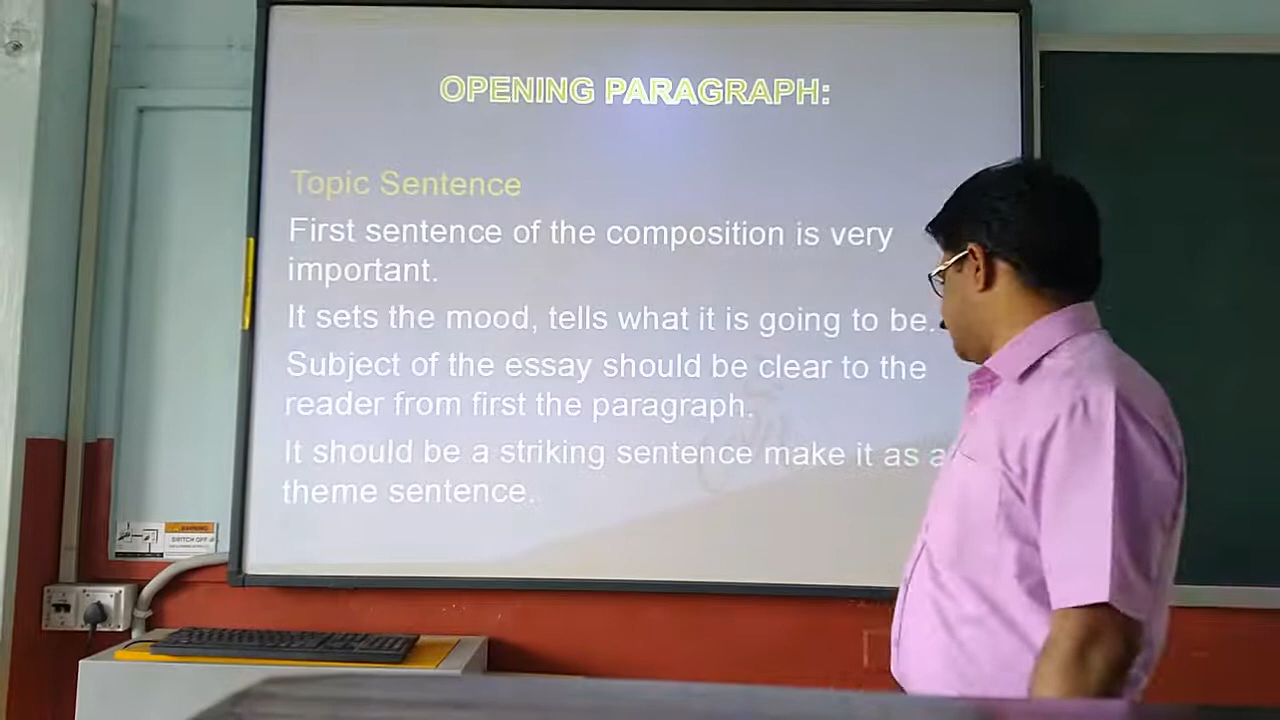 OPENING PARAGRAPH:
Topic Sentence
First sentence of the composition is very
important.
It sets the mood, tells what it is going to be.
Subject of the essay should be clear to the
reader from first the paragraph.
It should be a striking sentence make it as a
theme sentence.
WARNING
SWITCH OFF